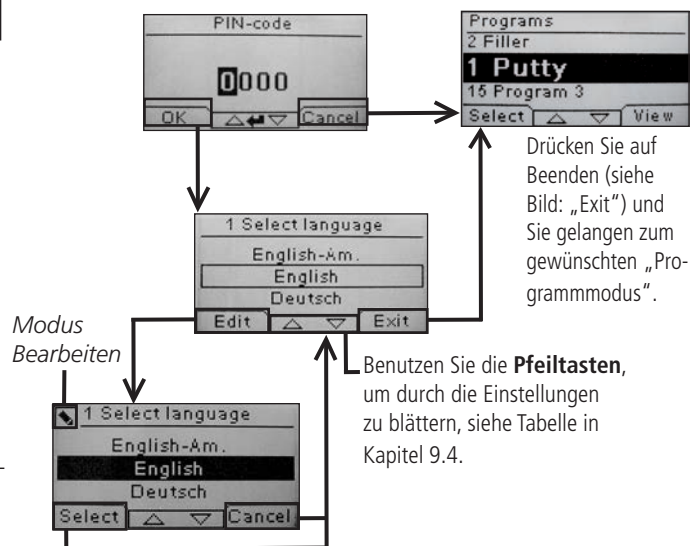 PIN-code
0000
OK
Cancel
Programs
2 Filler
1 Putty
15 Program 3
Select
View
Drücken Sie auf
Beenden (siehe
Bild: „Exit“) und
Sie gelangen zum
gewünschten „Pro-
grammmodus“.
1 Select language
English-Am.
English
Deutsch
Edit
Exit
Modus
Bearbeiten
Benutzen Sie die Pfeiltasten,
um durch die Einstellungen
zu blättern, siehe Tabelle in
Kapitel 9.4.
1 Select language
English-Am.
English
Deutsch
Select
Cancel